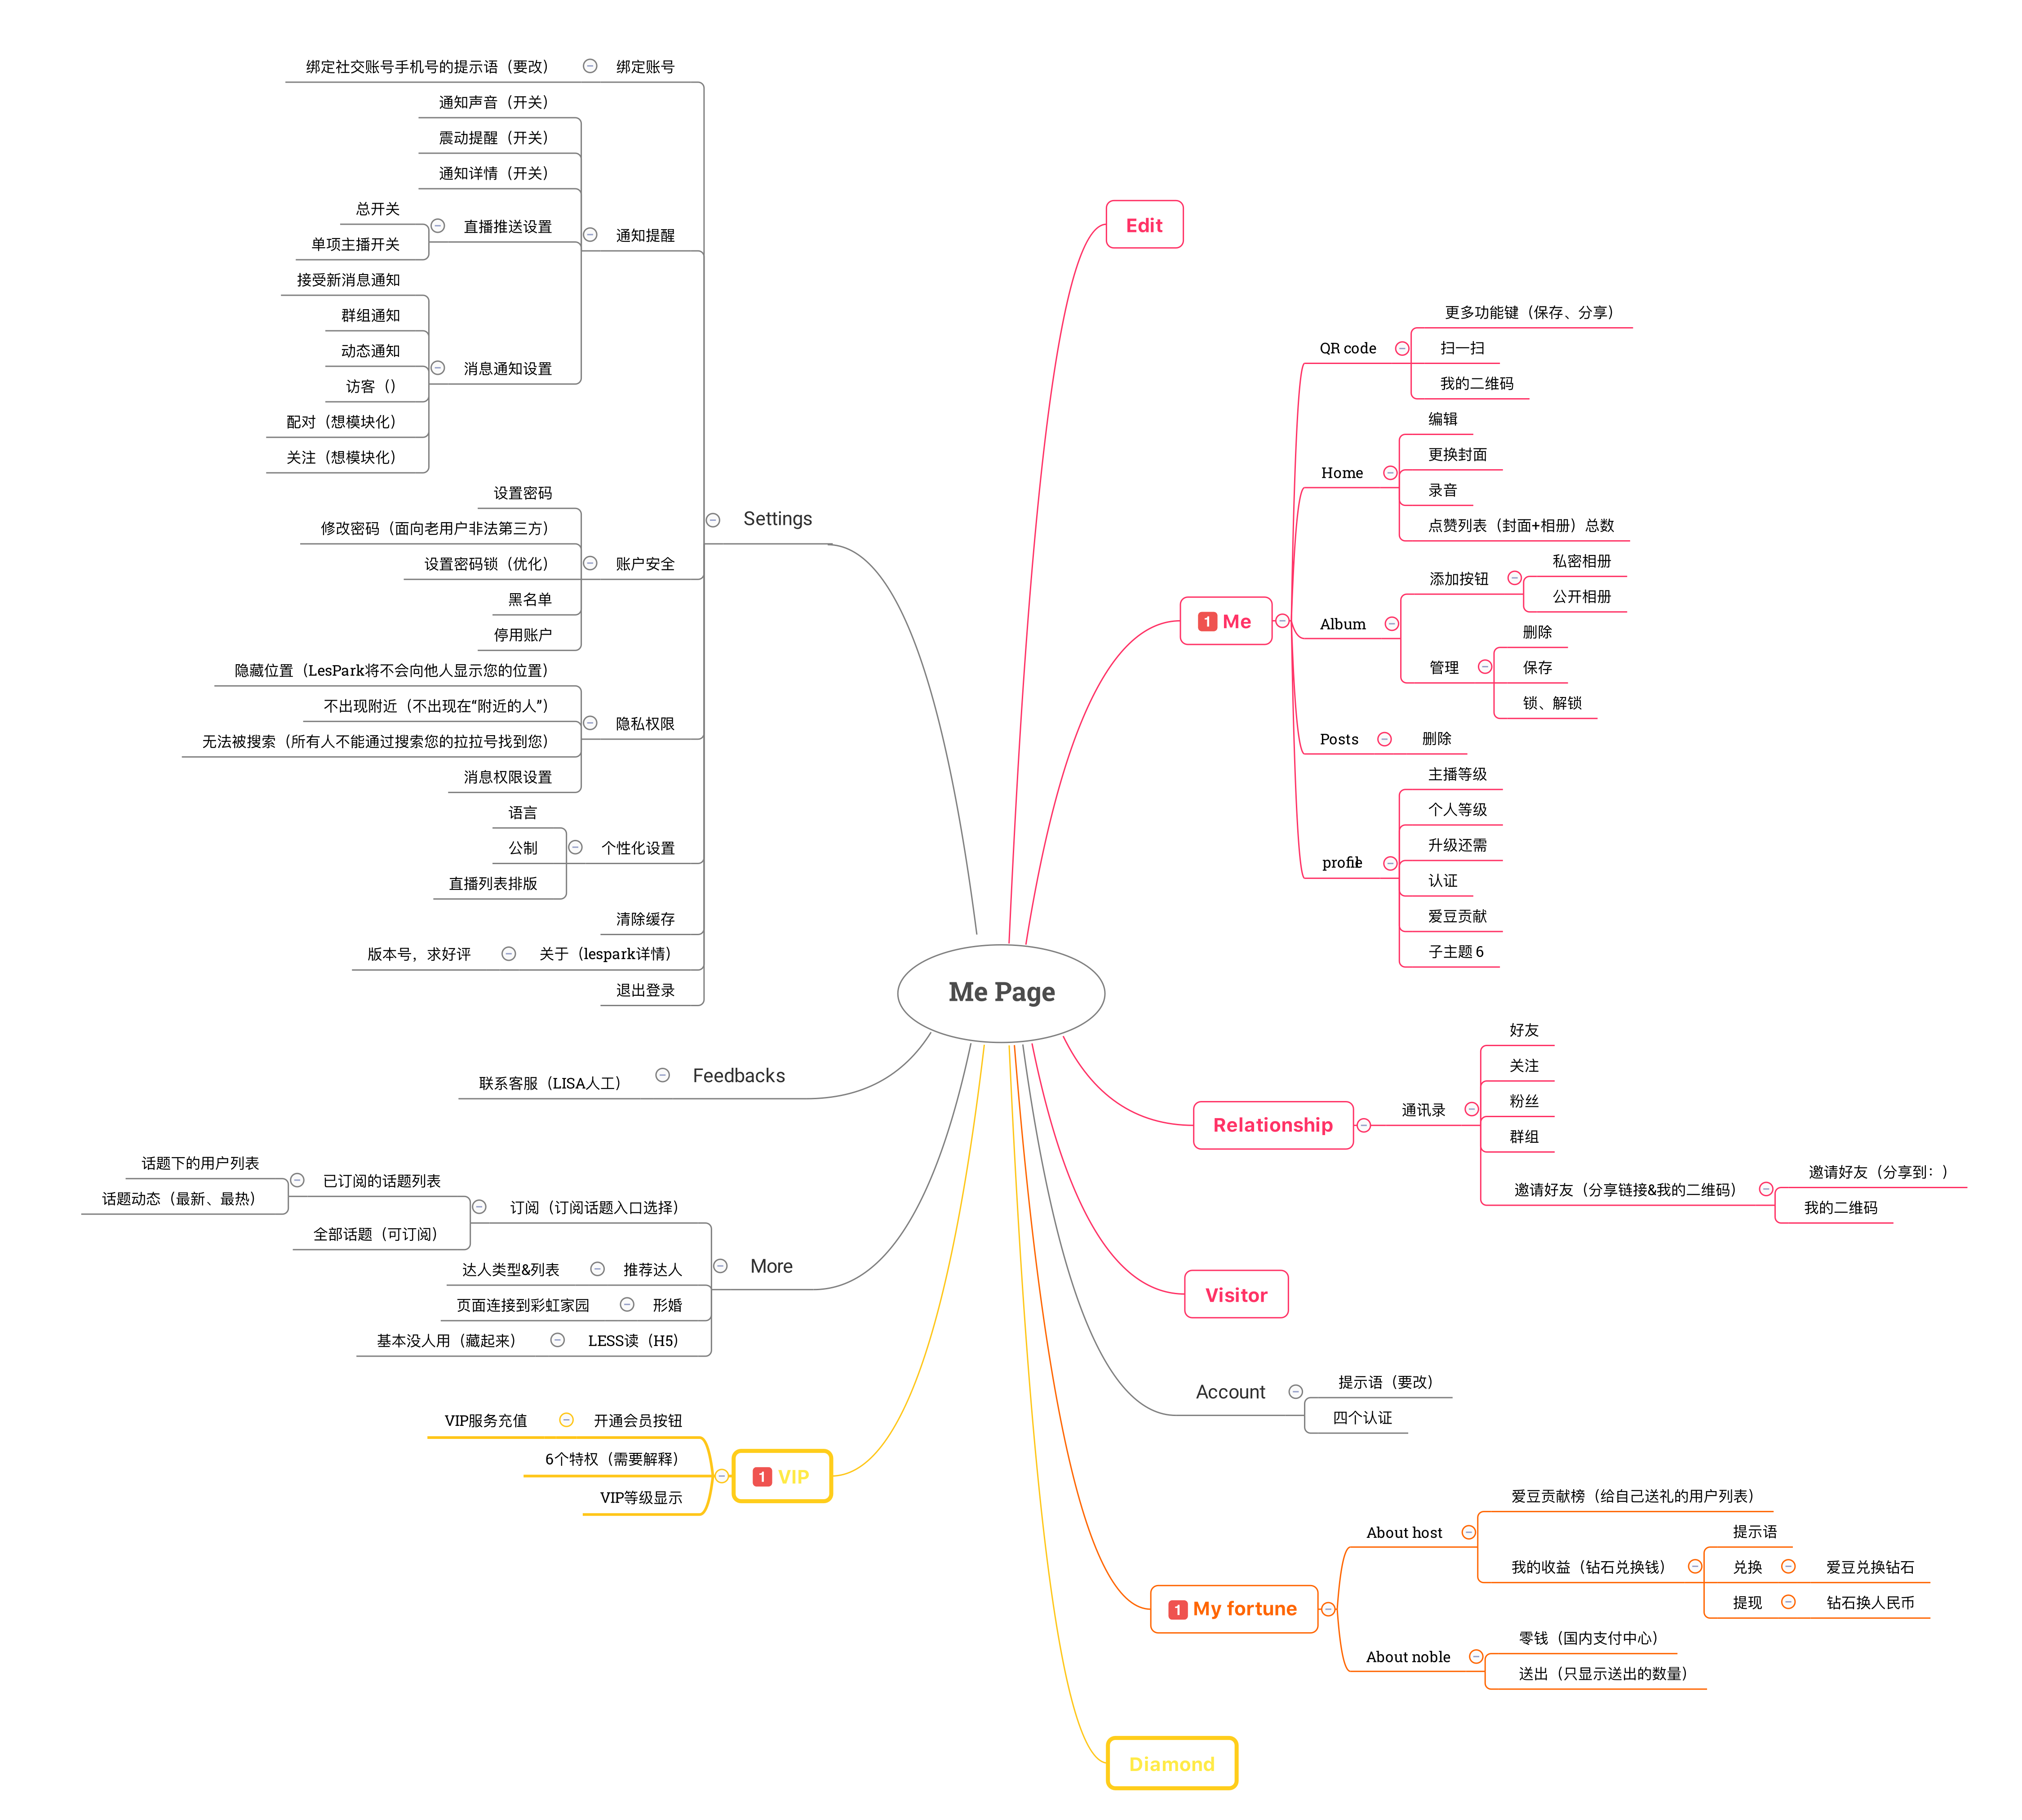 Me Page
Edit
1 Me
QR code
更多功能键（保存、分享）
扫一扫
我的二维码
Home
编辑
更换封面
录音
点赞列表（封面+相册）总数
Album
添加按钮
私密相册
公开相册
管理
删除
保存
锁、解锁
Posts
删除
profile
主播等级
个人等级
升级还需
认证
爱豆贡献
子主题 6
Relationship
通讯录
好友
关注
粉丝
群组
邀请好友（分享链接&我的二维码）
邀请好友（分享到：）
我的二维码
Visitor
Account
提示语（要改）
四个认证
1 My fortune
About host
爱豆贡献榜（给自己送礼的用户列表）
我的收益（钻石兑换钱）
提示语
兑换
爱豆兑换钻石
提现
钻石换人民币
About noble
零钱（国内支付中心）
送出（只显示送出的数量）
Diamond
Settings
绑定账号
绑定社交账号手机号的提示语（要改）
通知提醒
通知声音（开关）
震动提醒（开关）
通知详情（开关）
直播推送设置
总开关
单项主播开关
消息通知设置
接受新消息通知
群组通知
动态通知
访客（）
配对（想模块化）
关注（想模块化）
账户安全
设置密码
修改密码（面向老用户非法第三方）
设置密码锁（优化）
黑名单
停用账户
隐私权限
隐藏位置（LesPark将不会向他人显示您的位置）
不出现附近（不出现在“附近的人”）
无法被搜索（所有人不能通过搜索您的拉拉号找到您）
消息权限设置
个性化设置
语言
公制
直播列表排版
清除缓存
关于（lespark详情）
版本号，求好评
退出登录
Feedbacks
联系客服（LISA人工）
More
订阅（订阅话题入口选择）
已订阅的话题列表
话题下的用户列表
话题动态（最新、最热）
全部话题（可订阅）
推荐达人
达人类型&列表
形婚
页面连接到彩虹家园
LESS读（H5）
基本没人用（藏起来）
1 VIP
开通会员按钮
VIP服务充值
6个特权（需要解释）
VIP等级显示